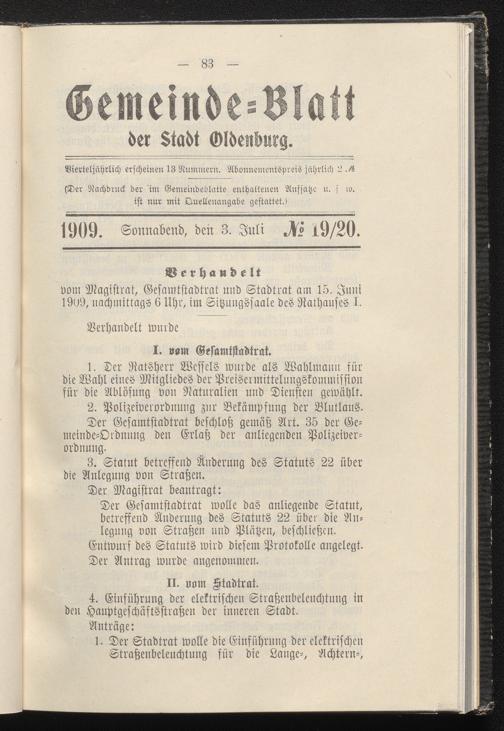 — 83 —
Gemeinde-Blatt
der Stadt Oldenburg.
Vierteljährlich erscheinen 13 Nummern. Abonnementspreis jährlich 2 ℳ
(Der Nachdruck der im Gemeindeblatte enthaltenen Aufsätze u. s. w.
ist nur mit Quellenangabe gestattet.)
1909. Sonnabend, den 3. Juli № 19/20.
Verhandelt
vom Magistrat, Gesamtstadtrat und Stadtrat am 15. Juni
1909, nachmittags 6 Uhr, im Sitzungssaale des Rathauses I.
Verhandelt wurde
I. vom Gesamtstadtrat.
1. Der Ratsherr Wessels wurde als Wahlmann für
die Wahl eines Mitgliedes der Preisermittelungskommission
für die Ablösung von Naturalien und Diensten gewählt.
2. Polizeiverordnung zur Bekämpfung der Blutlaus.
Der Gesamtstadtrat beschloß gemäß Art. 35 der Ge-
meinde-Ordnung den Erlaß der anliegenden Polizeiver-
ordnung.
3. Statut betreffend Änderung des Statuts 22 über
die Anlegung von Straßen.
Der Magistrat beantragt:
Der Gesamtstadtrat wolle das anliegende Statut,
betreffend Änderung des Statuts 22 über die An-
legung von Straßen und Plätzen, beschließen.
Entwurf des Statuts wird diesem Protokolle angelegt.
Der Antrag wurde angenommen.
II. vom Stadtrat.
4. Einführung der elektrischen Straßenbeleuchtung in
den Hauptgeschäftsstraßen der inneren Stadt.
Anträge:
1. Der Stadtrat wolle die Einführung der elektrischen
Straßenbeleuchtung für die Lange-, Achtern-,